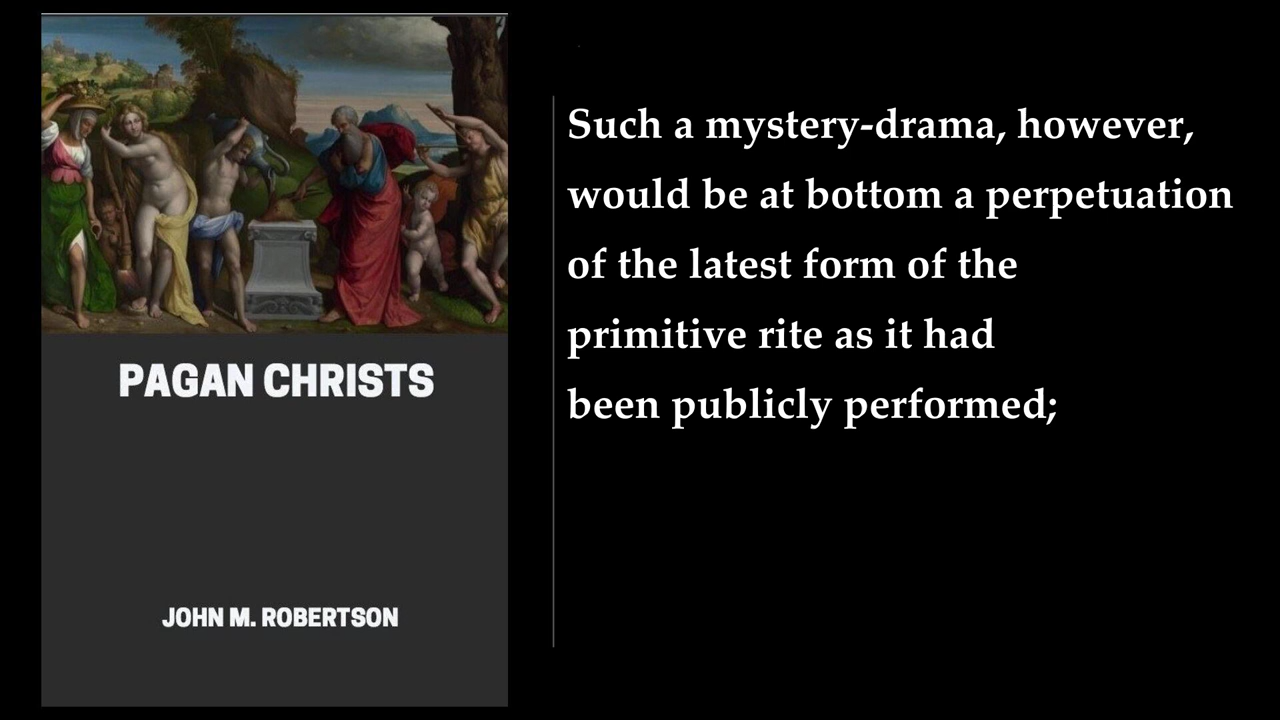 PAGAN CHRISTS
JOHN M. ROBERTSON
Such a mystery-drama, however,
would be at bottom a perpetuation
of the latest form of the
primitive rite as it had
been publicly performed;